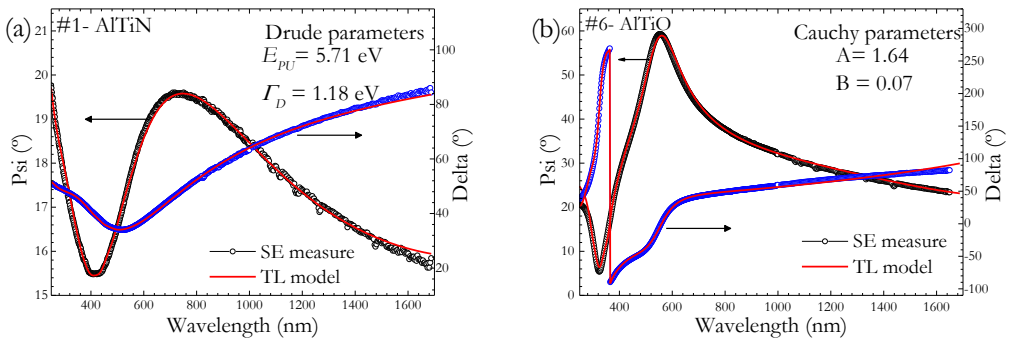 (a)
#1- AlTiN
Drude parameters
E_PU= 5.71 eV
Γ_D = 1.18 eV
Psi (º)
21
20
19
18
17
16
15
Delta (º)
100
80
60
40
20
SE measure
TL model
400 600 800 1000 1200 1400 1600
Wavelength (nm)
(b)
#6- AlTiO
Cauchy parameters
A= 1.64
B = 0.07
Psi (º)
60
50
40
30
20
10
0
Delta (º)
300
250
200
150
100
50
0
-50
-100
SE measure
TL model
400 600 800 1000 1200 1400 1600
Wavelength (nm)